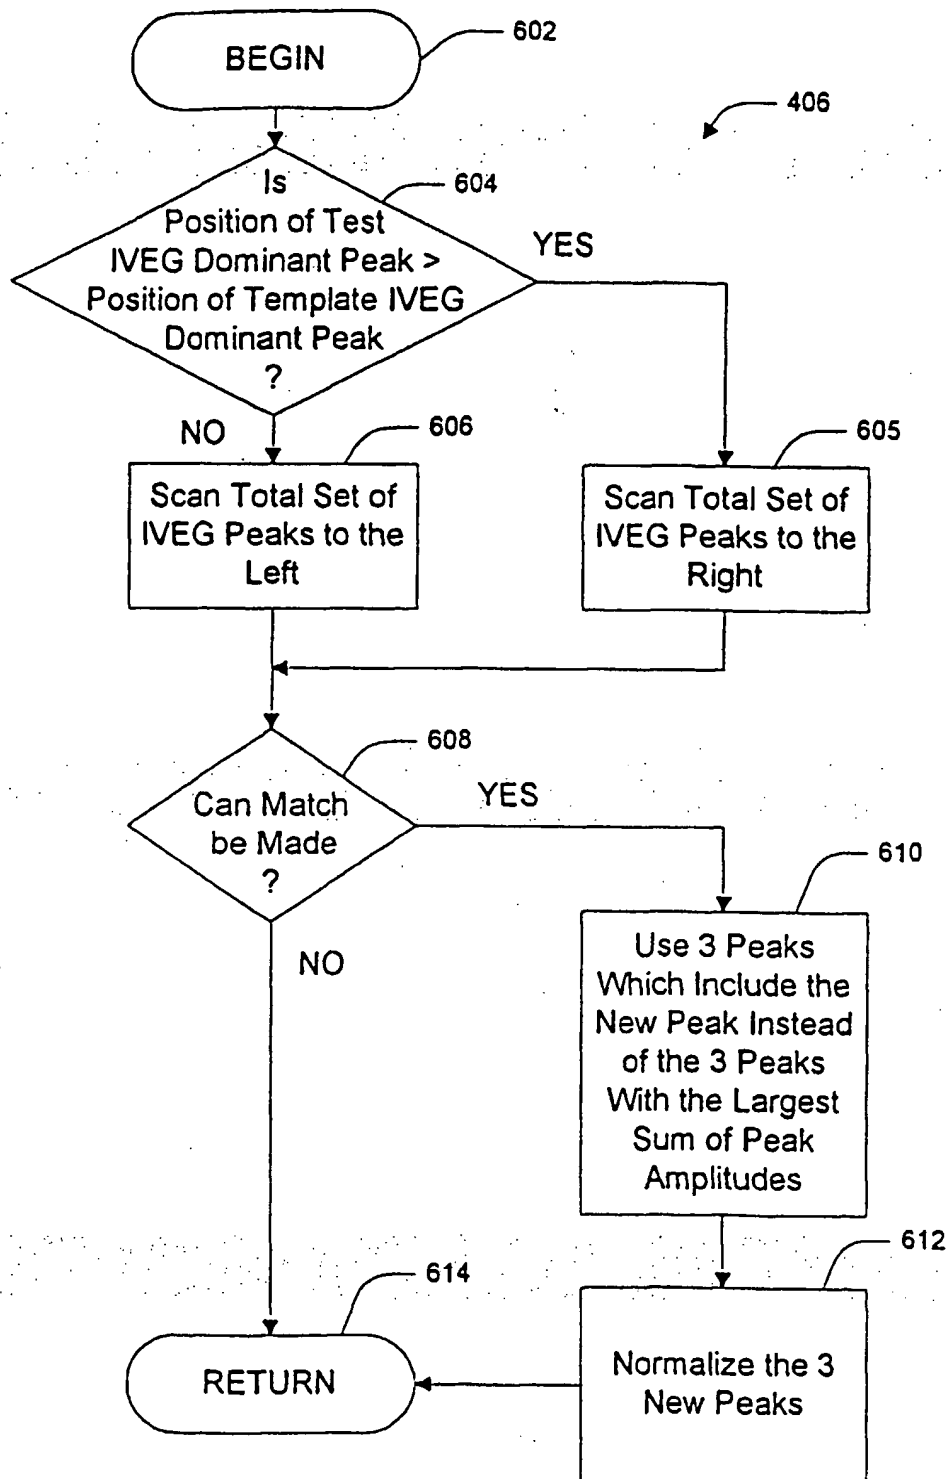 BEGIN
602
406
Is
Position of Test
IVEG Dominant Peak >
Position of Template IVEG
Dominant Peak
?
604
YES
NO
606
605
Scan Total Set of
IVEG Peaks to the
Left
Scan Total Set of
IVEG Peaks to the
Right
608
Can Match
be Made
?
YES
NO
610
Use 3 Peaks
Which Include the
New Peak Instead
of the 3 Peaks
With the Largest
Sum of Peak
Amplitudes
612
614
RETURN
Normalize the 3
New Peaks